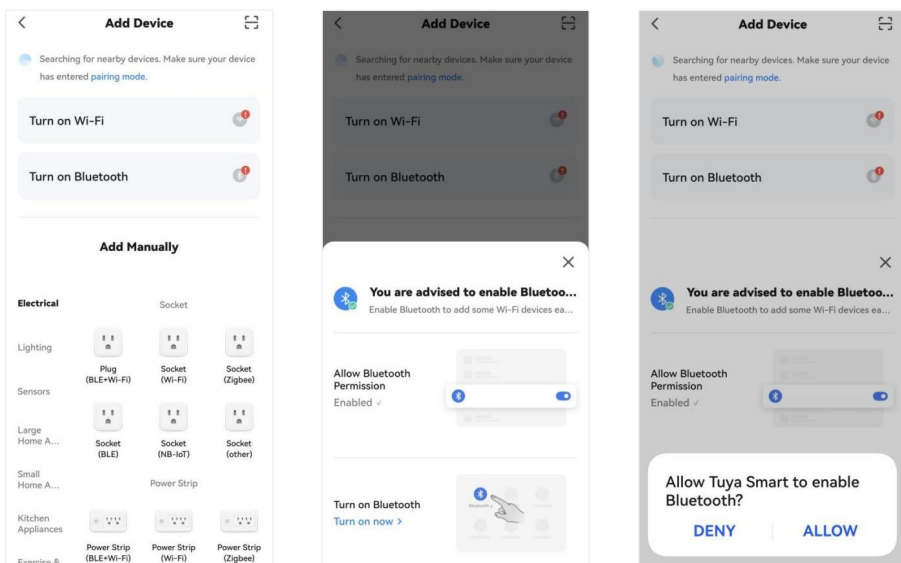 Add Device
Searching for nearby devices. Make sure your device
has entered pairing mode.
Turn on Wi-Fi
Turn on Bluetooth
Add Manually
Electrical
Socket
Lighting
Plug
(BLE+Wi-Fi)
Socket
(Wi-Fi)
Socket
(Zigbee)
Sensors
Large
Home A...
Socket
(BLE)
Socket
(NB-IoT)
Socket
(other)
Small
Home A...
Power Strip
Kitchen
Appliances
Power Strip
(BLE+Wi-Fi)
Power Strip
(Wi-Fi)
Power Strip
(Zigbee)
Exercise &
Add Device
Searching for nearby devices. Make sure your device
has entered pairing mode.
Turn on Wi-Fi
Turn on Bluetooth
You are advised to enable Bluetoo...
Enable Bluetooth to add some Wi-Fi devices ea...
Allow Bluetooth
Permission
Enabled ✓
Turn on Bluetooth
Turn on now >
Bluetooth
Add Device
Searching for nearby devices. Make sure your device
has entered pairing mode.
Turn on Wi-Fi
Turn on Bluetooth
You are advised to enable Bluetoo...
Enable Bluetooth to add some Wi-Fi devices ea...
Allow Bluetooth
Permission
Enabled ✓
Allow Tuya Smart to enable
Bluetooth?
DENY
ALLOW